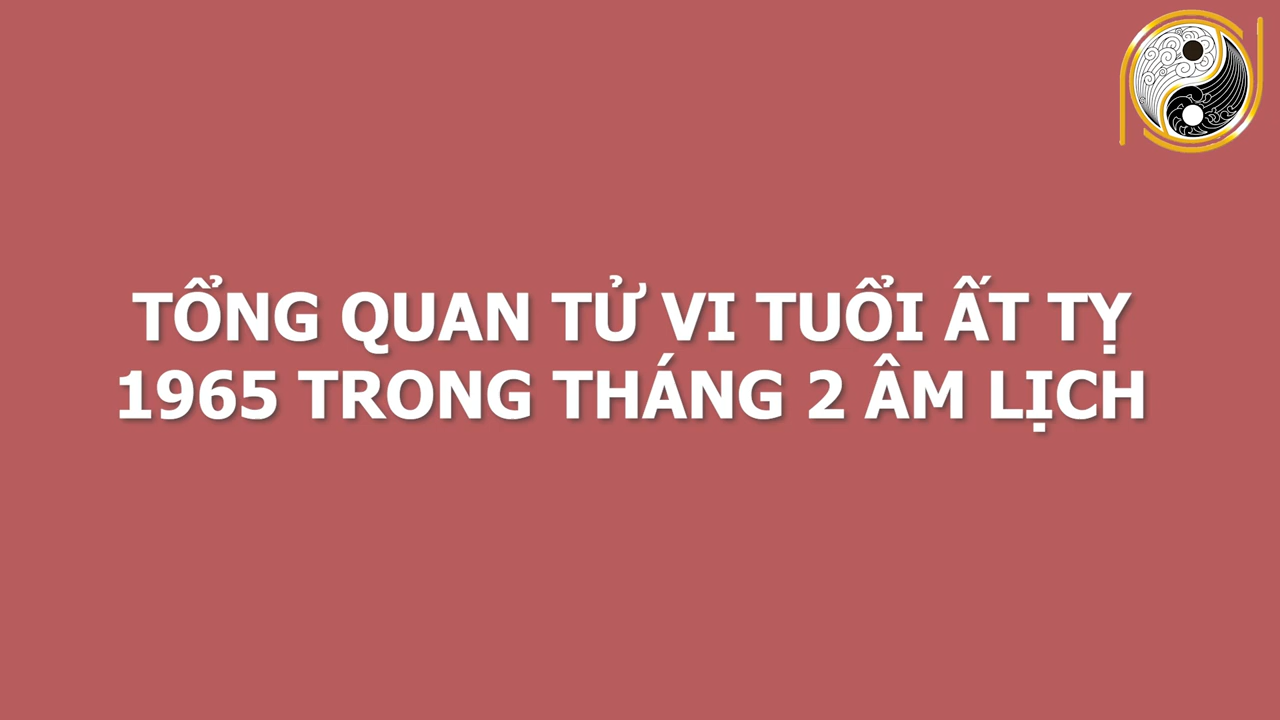 TỔNG QUAN TỬ VI TUỔI ẤT TỴ
1965 TRONG THÁNG 2 ÂM LỊCH